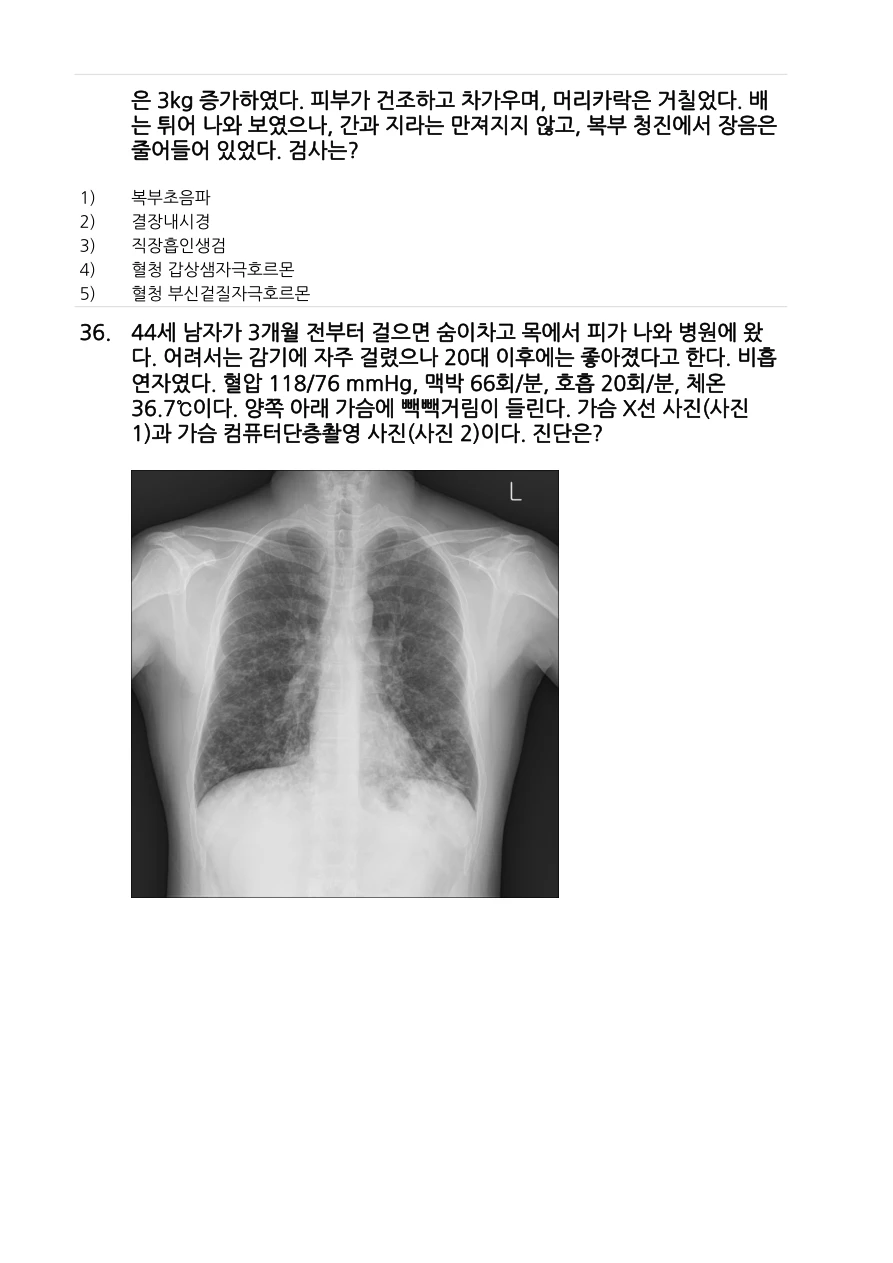 은 3kg 증가하였다. 피부가 건조하고 차가우며, 머리카락은 거칠었다. 배
는 튀어 나와 보였으나, 간과 지라는 만져지지 않고, 복부 청진에서 장음은
줄어들어 있었다. 검사는?
1) 복부초음파
2) 결장내시경
3) 직장흡인생검
4) 혈청 갑상샘자극호르몬
5) 혈청 부신겉질자극호르몬
36. 44세 남자가 3개월 전부터 걸으면 숨이차고 목에서 피가 나와 병원에 왔
다. 어려서는 감기에 자주 걸렸으나 20대 이후에는 좋아졌다고 한다. 비흡
연자였다. 혈압 118/76 mmHg, 맥박 66회/분, 호흡 20회/분, 체온
36.7℃이다. 양쪽 아래 가슴에 빽빽거림이 들린다. 가슴 X선 사진(사진
1)과 가슴 컴퓨터단층촬영 사진(사진 2)이다. 진단은?
L